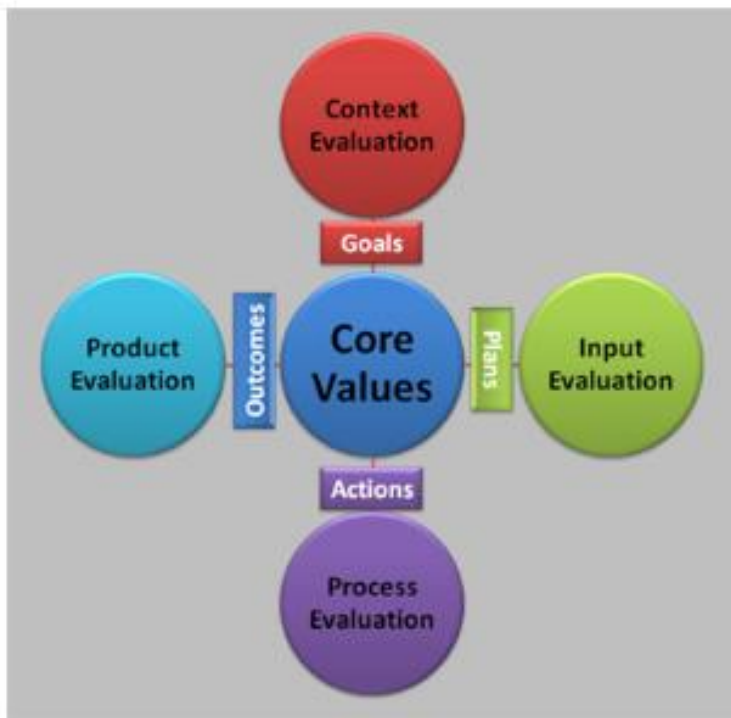 Context
Evaluation
Goals
Product
Evaluation
Outcomes
Core
Values
Plans
Input
Evaluation
Actions
Process
Evaluation